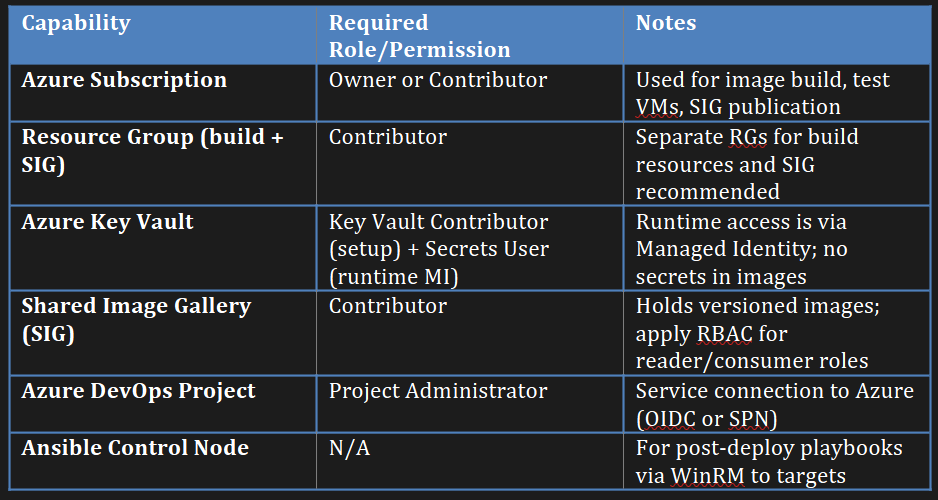 Capability
Required
Role/Permission
Notes
Azure Subscription
Owner or Contributor
Used for image build, test
VMs, SIG publication
Resource Group (build +
SIG)
Contributor
Separate RGs for build
resources and SIG
recommended
Azure Key Vault
Key Vault Contributor
(setup) + Secrets User
(runtime MI)
Runtime access is via
Managed Identity; no
secrets in images
Shared Image Gallery
(SIG)
Contributor
Holds versioned images;
apply RBAC for
reader/consumer roles
Azure DevOps Project
Project Administrator
Service connection to Azure
(OIDC or SPN)
Ansible Control Node
N/A
For post-deploy playbooks
via WinRM to targets